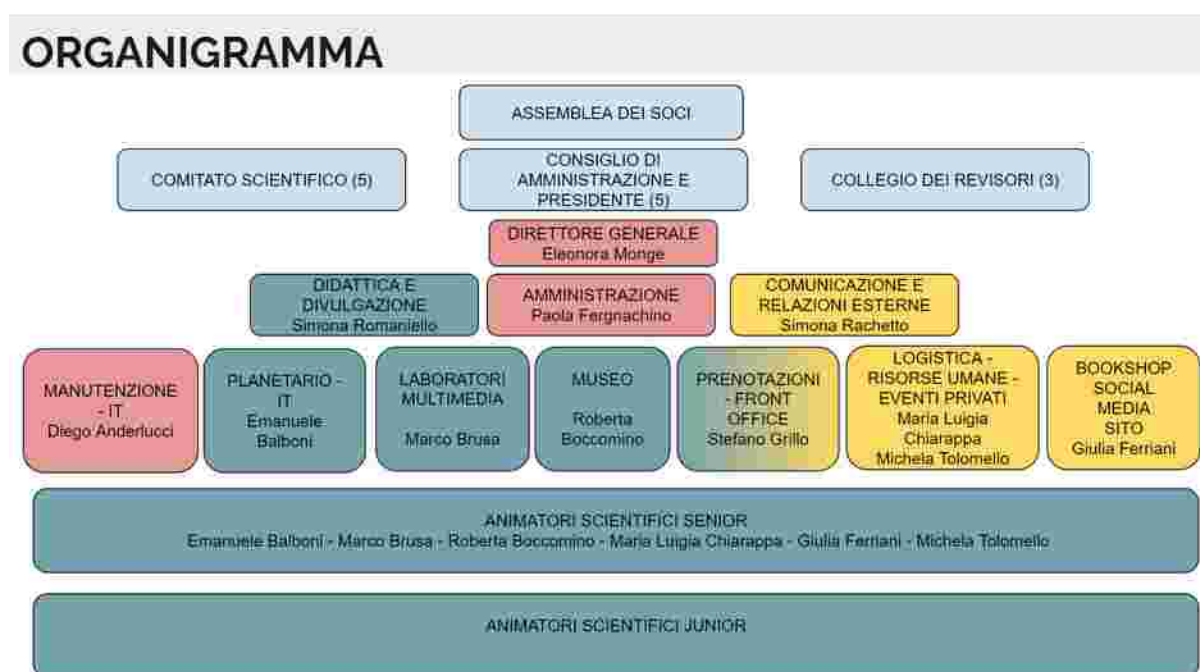 ORGANIGRAMMA
ASSEMBLEA DEI SOCI
COMITATO SCIENTIFICO (5)
CONSIGLIO DI
AMMINISTRAZIONE E
PRESIDENTE (5)
COLLEGIO DEI REVISORI (3)
DIRETTORE GENERALE
Eleonora Monge
DIDATTICA E
DIVULGAZIONE
Simona Romaniello
AMMINISTRAZIONE
Paola Fergnachino
COMUNICAZIONE E
RELAZIONI ESTERNE
Simona Rachetto
MANUTENZIONE
- IT
Diego Anderlucci
PLANETARIO -
IT
Emanuele
Balboni
LABORATORI
MULTIMEDIA
Marco Brusa
MUSEO
Roberta
Boccomino
PRENOTAZIONI
- FRONT
OFFICE
Stefano Grillo
LOGISTICA -
RISORSE UMANE -
EVENTI PRIVATI
Maria Luigia
Chiarappa
Michela Tolomello
BOOKSHOP
SOCIAL
MEDIA
SITO
Giulia Ferriani
ANIMATORI SCIENTIFICI SENIOR
Emanuele Balboni - Marco Brusa - Roberta Boccomino - Maria Luigia Chiarappa - Giulia Ferriani - Michela Tolomello
ANIMATORI SCIENTIFICI JUNIOR